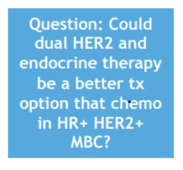 Question: Could
dual HER2 and
endocrine therapy
be a better tx
option that chemo
in HR+ HER2+
MBC?